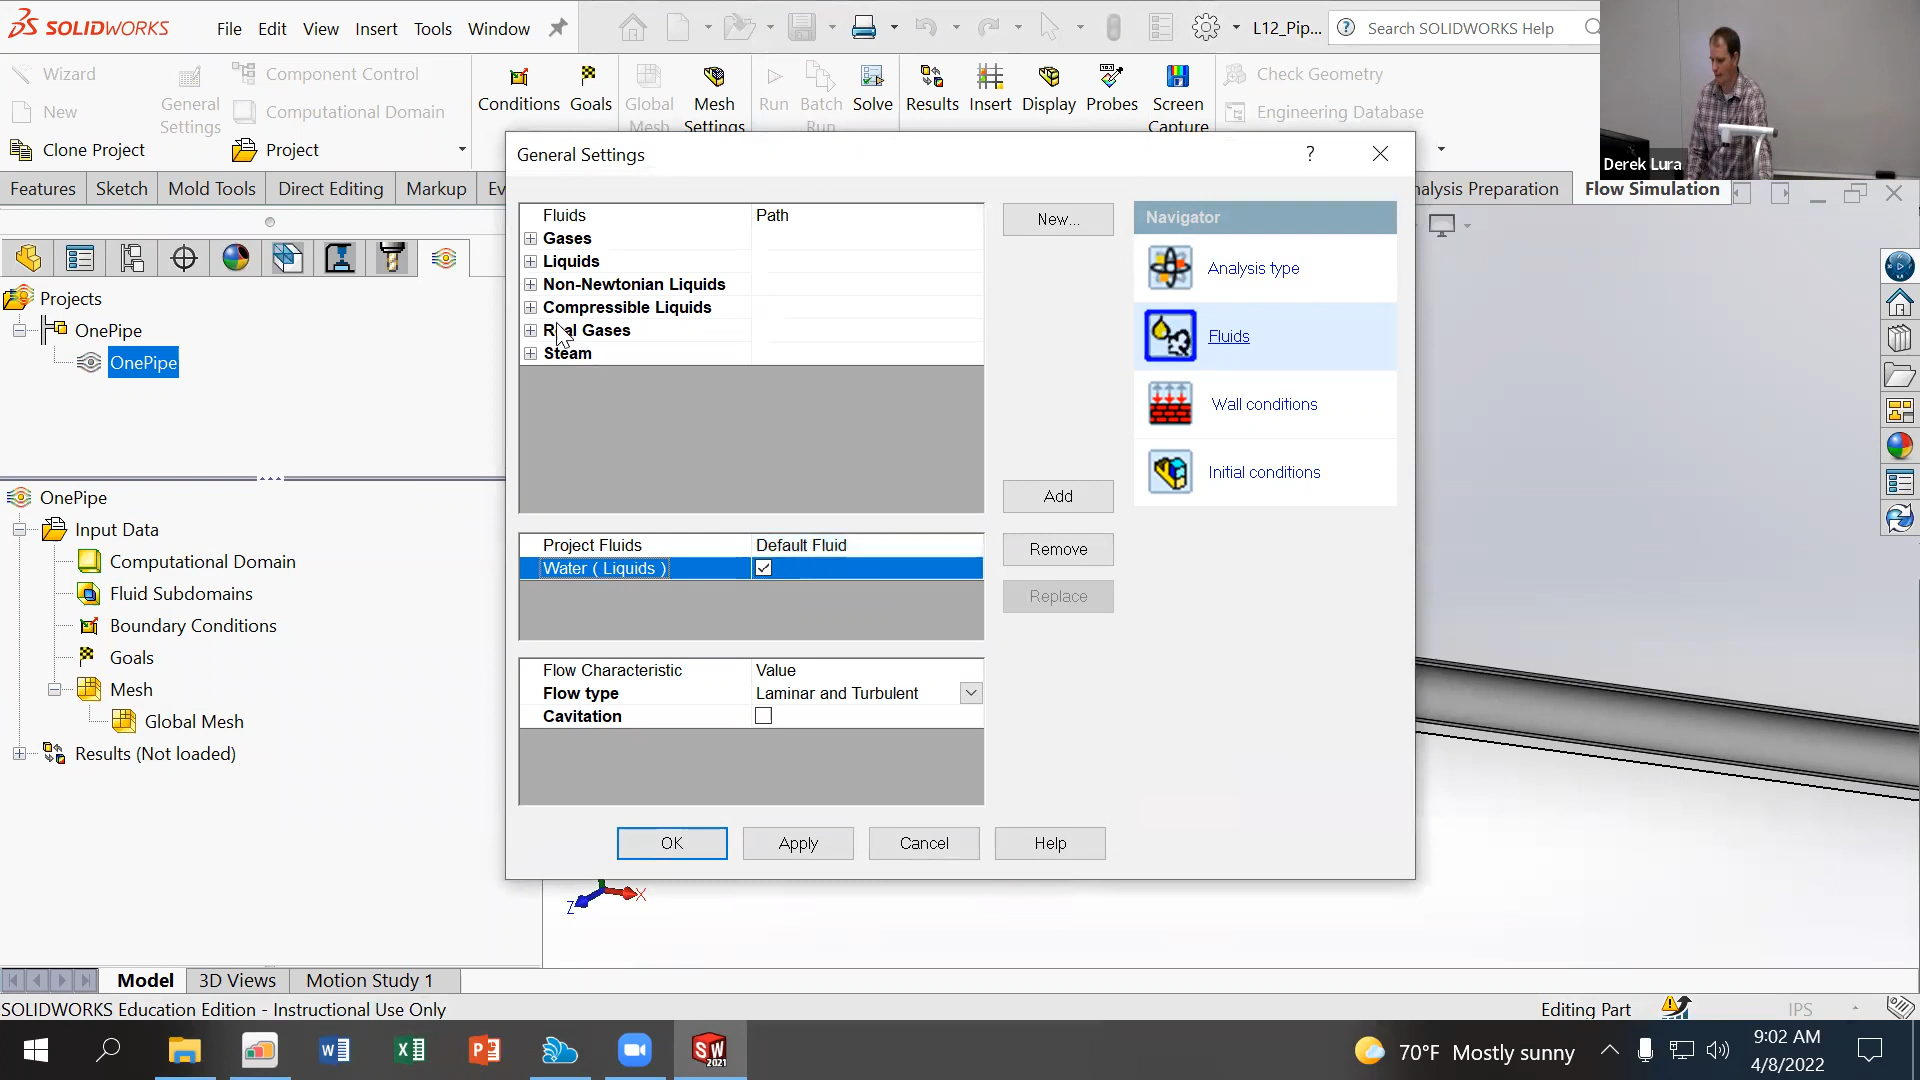 SOLIDWORKS File Edit View Insert Tools Window L12_Pip... Search SOLIDWORKS Help
Wizard
New
Clone Project
General
Settings
Component Control
Computational Domain
Project
Conditions
Goals
Global
Mesh
Mesh
Settings
Run
Batch
Run
Solve
Results
Insert
Display
Probes
Screen
Capture
Check Geometry
Engineering Database
Derek Lura
Features Sketch Mold Tools Direct Editing Markup Ev nalysis Preparation Flow Simulation
Projects
OnePipe
OnePipe
OnePipe
Input Data
Computational Domain
Fluid Subdomains
Boundary Conditions
Goals
Mesh
Global Mesh
Results (Not loaded)
General Settings ?
Fluids Path
Gases
Liquids
Non-Newtonian Liquids
Compressible Liquids
Real Gases
Steam
New...
Add
Project Fluids Default Fluid
Water ( Liquids )
Remove
Replace
Flow Characteristic Value
Flow type Laminar and Turbulent
Cavitation
OK Apply Cancel Help
Navigator
Analysis type
Fluids
Wall conditions
Initial conditions
Z X
Model 3D Views Motion Study 1
SOLIDWORKS Education Edition - Instructional Use Only Editing Part IPS
SW
2021
70°F Mostly sunny
9:02 AM
4/8/2022